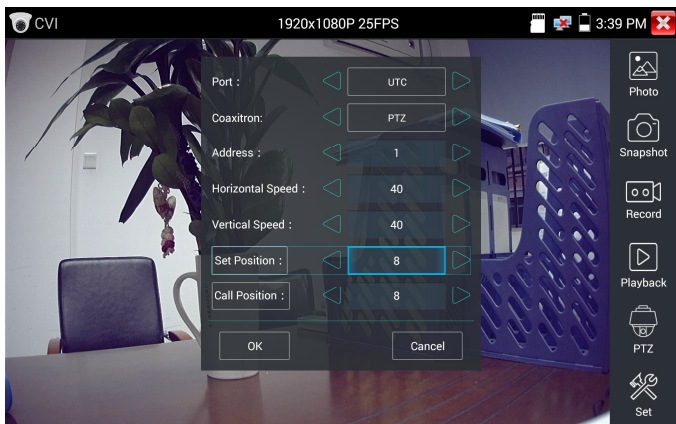 CVI 1920x1080P 25FPS 3:39 PM
Port : UTC
Coaxitron: PTZ
Address : 1
Horizontal Speed : 40
Vertical Speed : 40
Set Position : 8
Call Position : 8
OK Cancel
Photo
Snapshot
Record
Playback
PTZ
Set